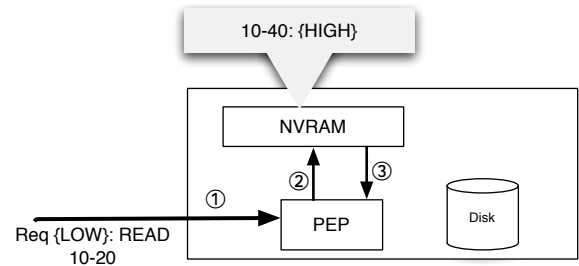 10-40: {HIGH}
NVRAM
②
③
①
PEP
Disk
Req {LOW}: READ
10-20